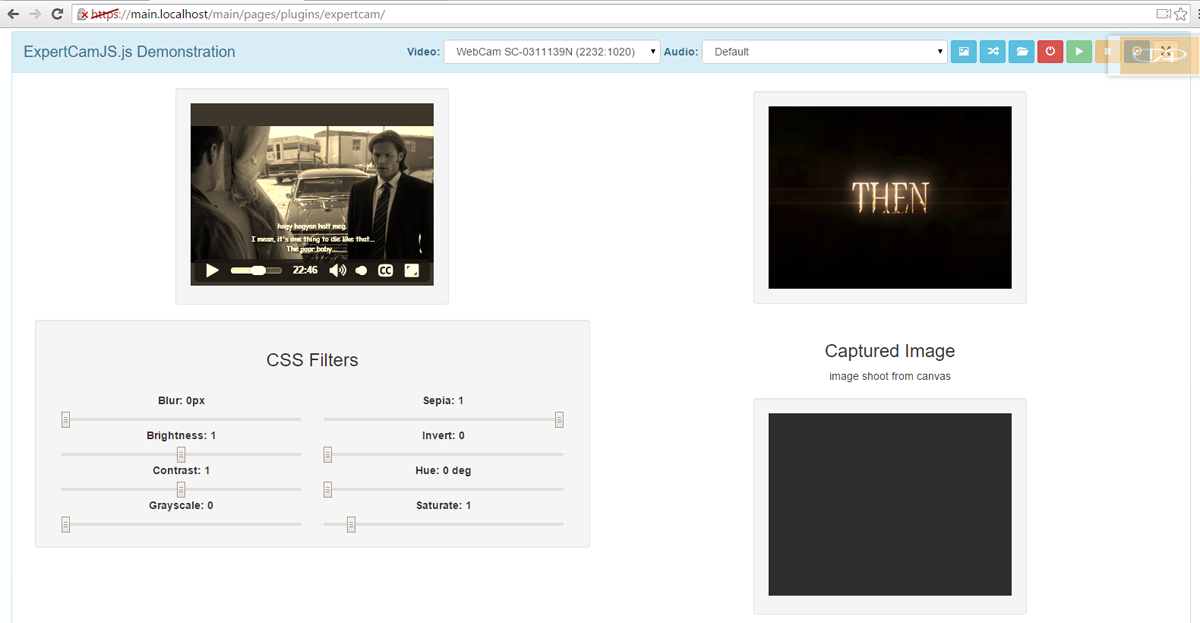 https://main.localhost/main/pages/plugins/expertcam/
ExpertCamJS.js Demonstration
Video: WebCam SC-0311139N (2232:1020) Audio: Default
hogy hogyan halt meg.
I mean, it's one thing to die like that...
The poor baby...
22:46
CC
THEN
CSS Filters
Blur: 0px
Sepia: 1
Brightness: 1
Invert: 0
Contrast: 1
Hue: 0 deg
Grayscale: 0
Saturate: 1
Captured Image
image shoot from canvas